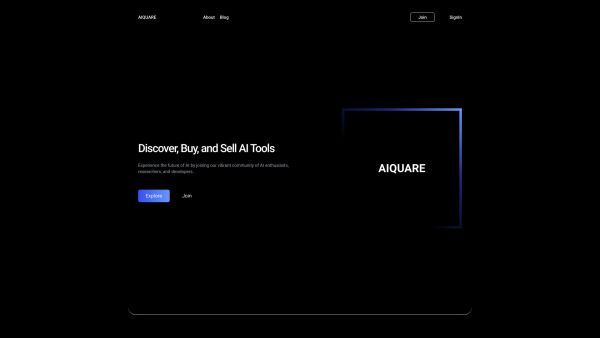 AIQUARE About Blog Join SignIn
Discover, Buy, and Sell AI Tools
Experience the future of AI by joining our vibrant community of AI enthusiasts,
researchers, and developers.
Explore Join
AIQUARE